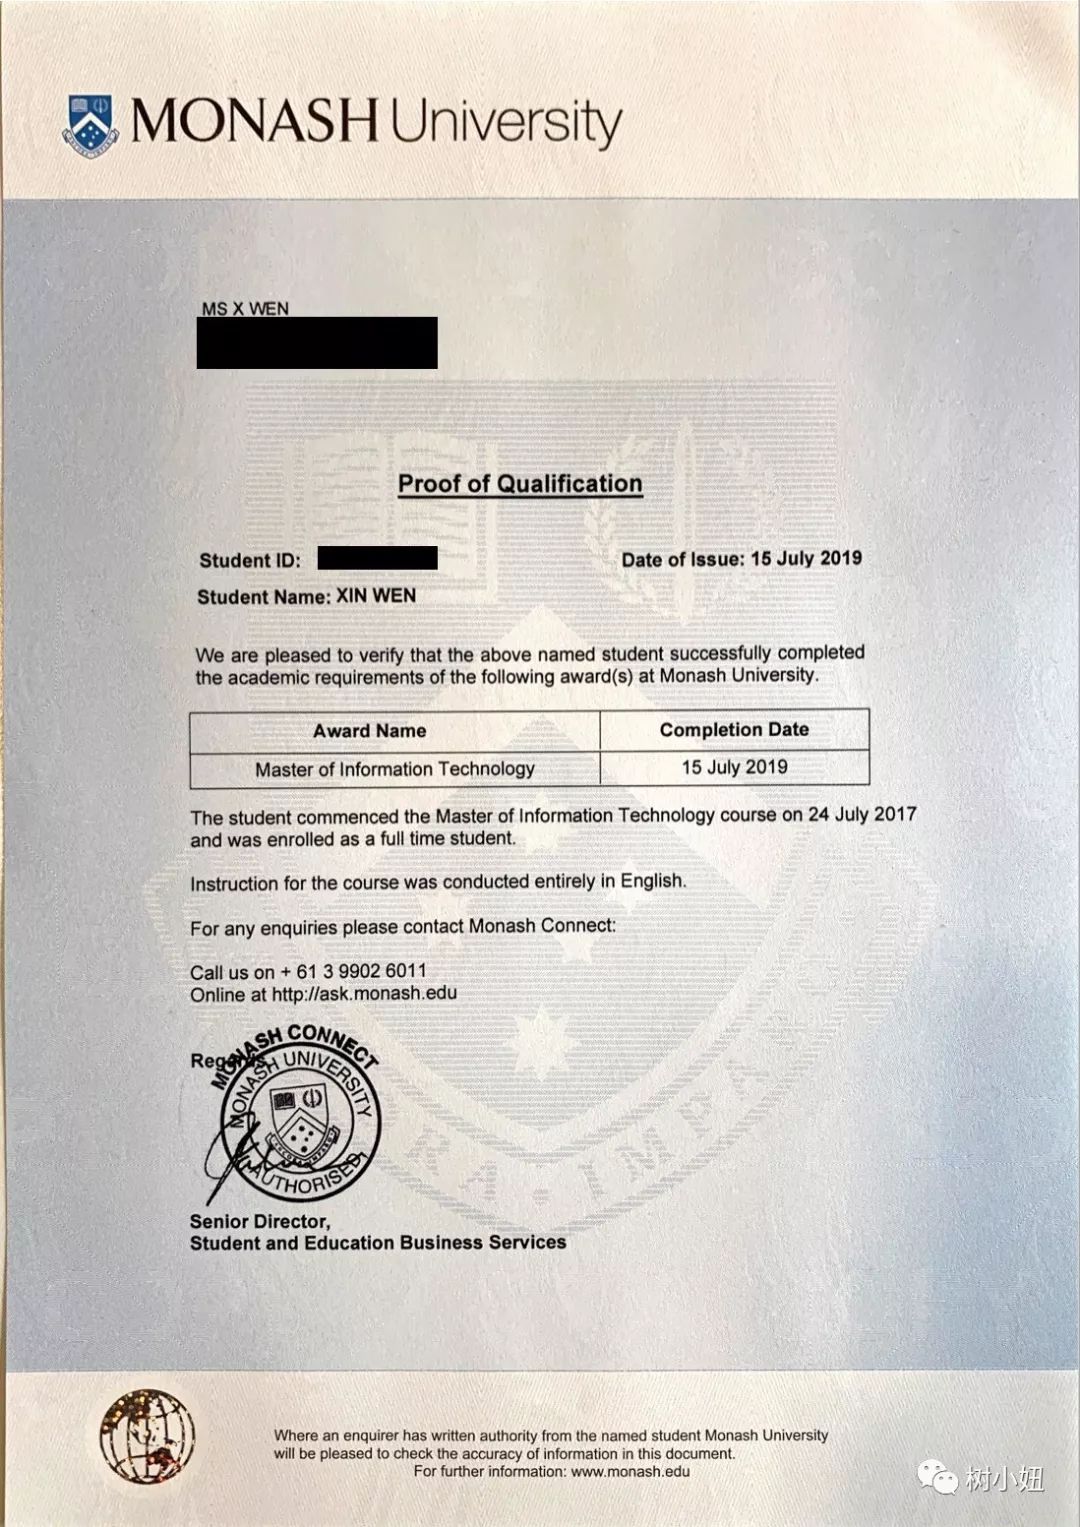 MONASH University
MS X WEN
Proof of Qualification
Student ID:
Date of Issue: 15 July 2019
Student Name: XIN WEN
We are pleased to verify that the above named student successfully completed
the academic requirements of the following award(s) at Monash University.
Award Name
Completion Date
Master of Information Technology
15 July 2019
The student commenced the Master of Information Technology course on 24 July 2017
and was enrolled as a full time student.
Instruction for the course was conducted entirely in English.
For any enquiries please contact Monash Connect:
Call us on + 61 3 9902 6011
Online at http://ask.monash.edu
Regards
MONASH CONNECT
MONASH UNIVERSITY
AUTHORISED
Senior Director,
Student and Education Business Services
Where an enquirer has written authority from the named student Monash University
will be pleased to check the accuracy of information in this document.
For further information: www.monash.edu
树小妞